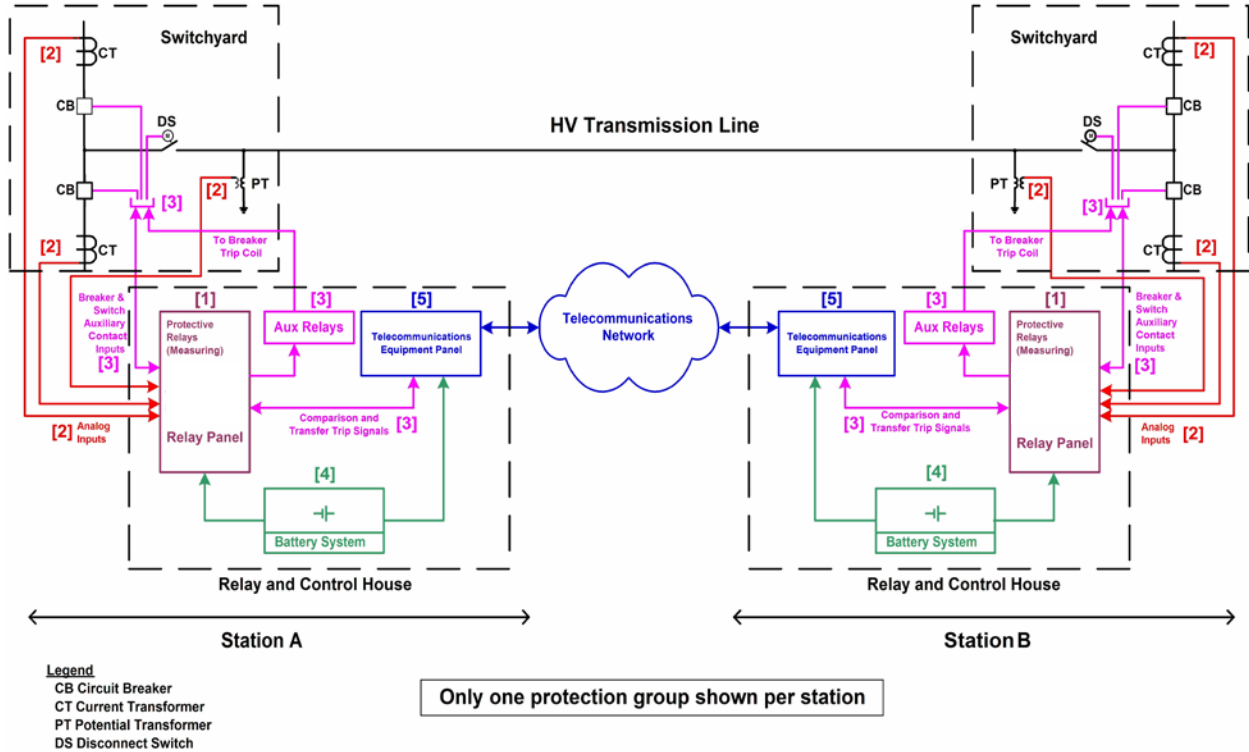 Switchyard
[2]
CT
CB
DS
CB
[3]
[2]
PT
[2]
CT
To Breaker
Trip Coil
HV Transmission Line
Switchyard
CT
[2]
CB
DS
PT
[2]
CB
[3]
CT
[2]
To Breaker
Trip Coil
Breaker &
Switch
Auxiliary
Contact
Inputs
[3]
[1]
Protective
Relays
(Measuring)
Relay Panel
[3]
Aux Relays
[5]
Telecommunications
Equipment Panel
Comparison and
Transfer Trip Signals
[3]
[2]
Analog
Inputs
[4]
Battery System
Relay and Control House
Telecommunications
Network
[5]
Telecommunications
Equipment Panel
[3]
Aux Relays
[1]
Protective
Relays
(Measuring)
Relay Panel
Breaker &
Switch
Auxiliary
Contact
Inputs
[3]
Comparison and
[3] Transfer Trip Signals
Analog
Inputs
[2]
[4]
Battery System
Relay and Control House
Station A
Station B
Legend
CB Circuit Breaker
CT Current Transformer
PT Potential Transformer
DS Disconnect Switch
Only one protection group shown per station